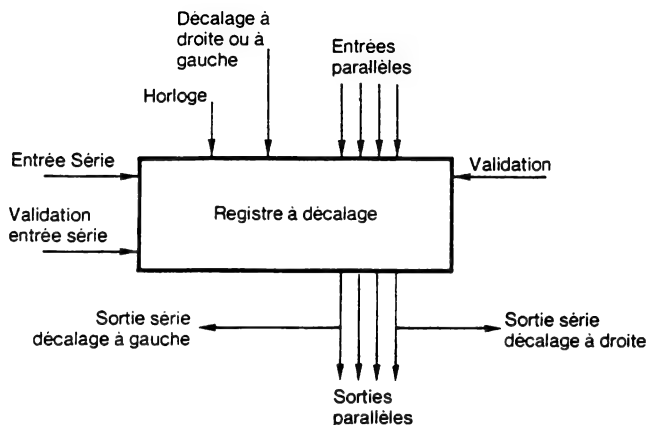 Décalage à
droite ou à
gauche
Entrées
parallèles
Horloge
Entrée Série
Validation
Validation
entrée série
Registre à décalage
Sortie série
décalage à gauche
Sortie série
décalage à droite
Sorties
parallèles